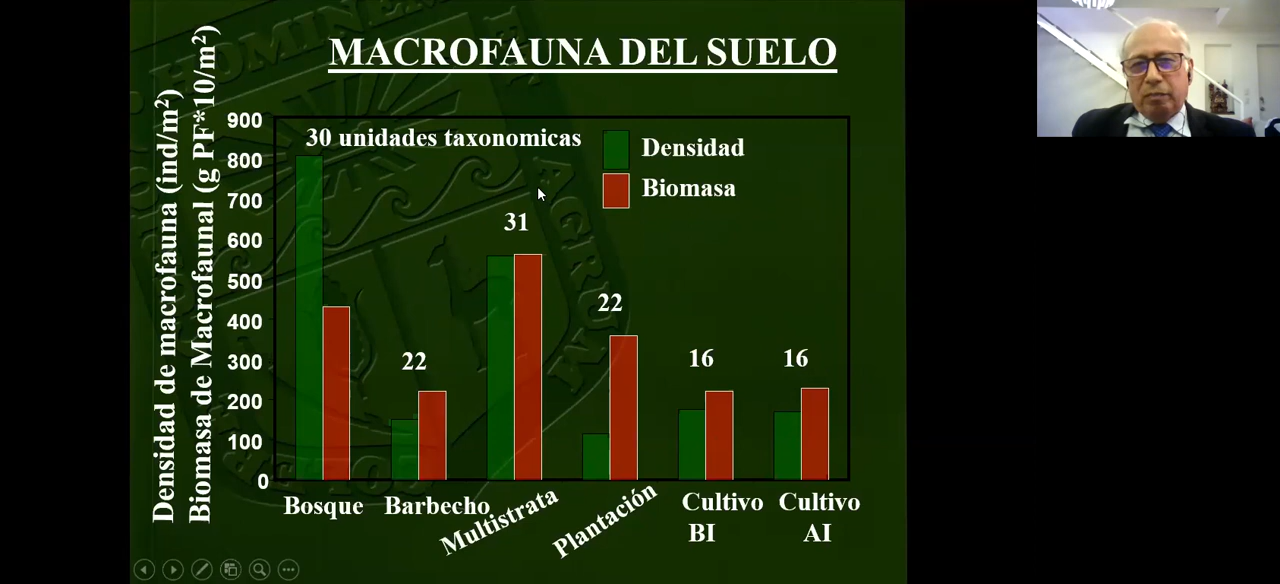 MACROFAUNA DEL SUELO
Densidad de macrofauna (ind/m²)
Biomasa de Macrofaunal (g PF*10/m²)
900
800
700
600
500
400
300
200
100
0
30 unidades taxonomicas
Densidad
Biomasa
22
31
22
16
16
Bosque
Barbecho
Multistrata
Plantación
Cultivo BI
Cultivo AI